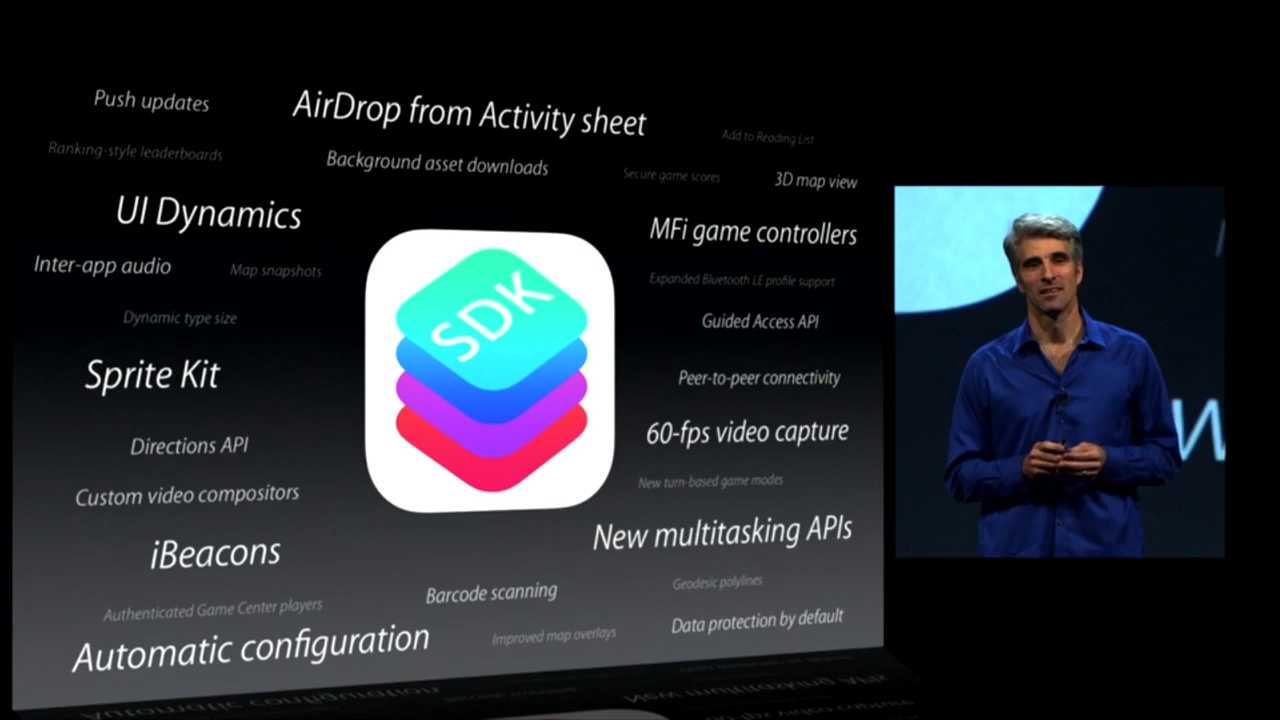 Push updates
AirDrop from Activity sheet
Add to Reading List
Ranking-style leaderboards
Background asset downloads
Secure game scores
3D map view
UI Dynamics
MFi game controllers
Inter-app audio
Map snapshots
Expanded Bluetooth LE profile support
SDK
Dynamic type size
Guided Access API
Sprite Kit
Peer-to-peer connectivity
Directions API
60-fps video capture
Custom video compositors
New turn-based game modes
iBeacons
New multitasking APIs
Authenticated Game Center players
Barcode scanning
Geodesic polylines
Automatic configuration
Improved map overlays
Data protection by default